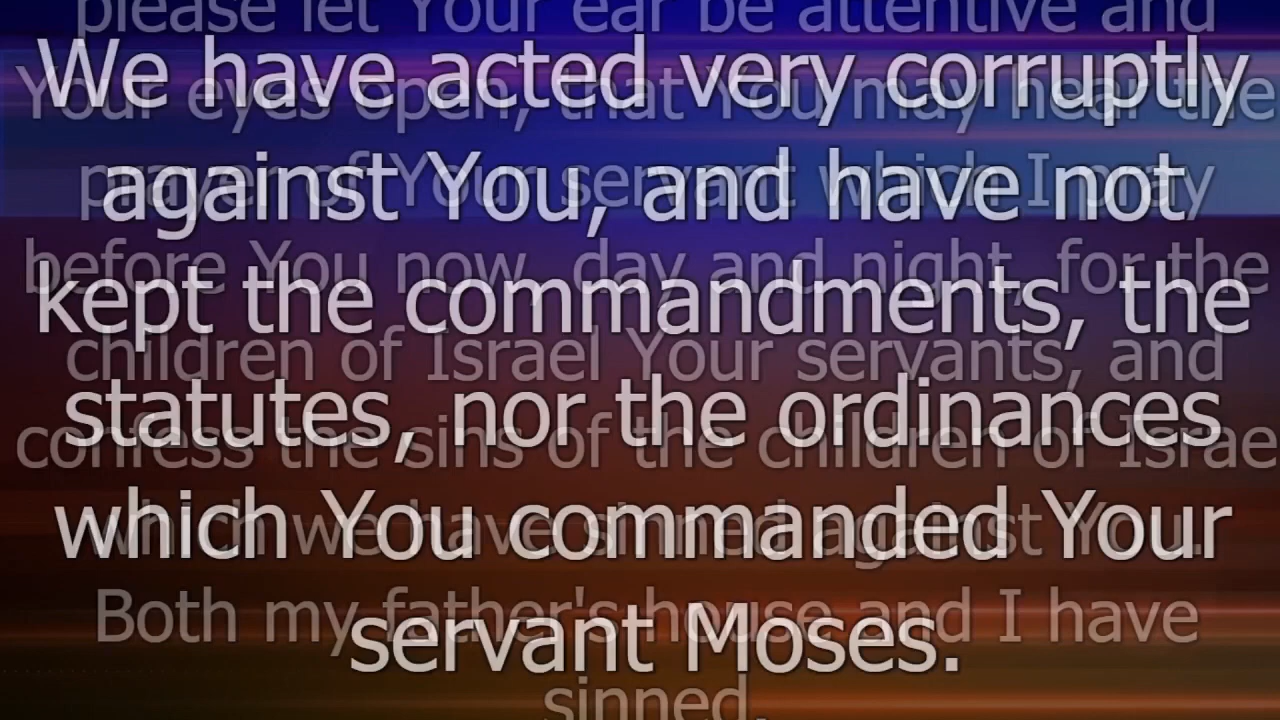 please let Your ear be attentive and
We have acted very corruptly
Your eyes open, that You may hear the
against You, and have not
prayer of Your servant which I pray
before You now, day and night, for the
kept the commandments, the
children of Israel Your servants, and
statutes, nor the ordinances
confess the sins of the children of Israe
which You commanded Your
which we have sinned against You.
Both my father's house and I have
servant Moses.
sinned.